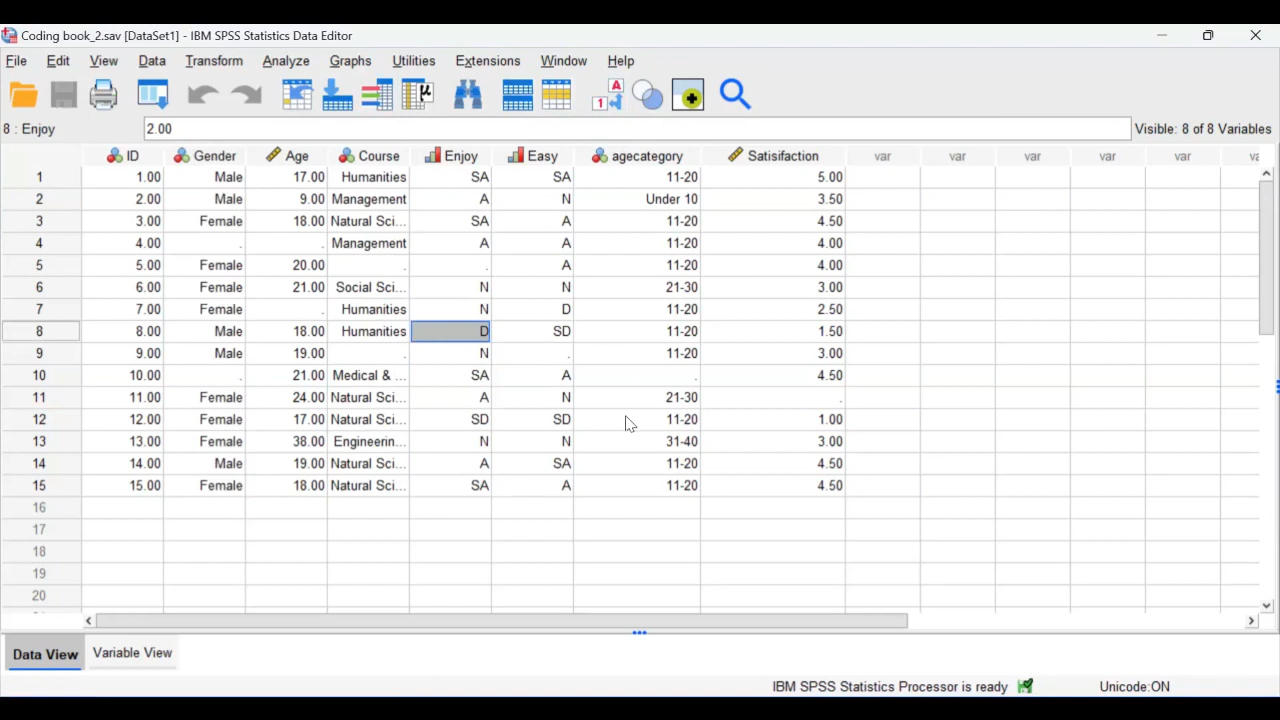 Coding book_2.sav [DataSet1] - IBM SPSS Statistics Data Editor
File Edit View Data Transform Analyze Graphs Utilities Extensions Window Help
8 : Enjoy 2.00 Visible: 8 of 8 Variables
ID Gender Age Course Enjoy Easy agecategory Satisifaction var var var var var va
1 1.00 Male 17.00 Humanities SA SA 11-20 5.00
2 2.00 Male 9.00 Management A N Under 10 3.50
3 3.00 Female 18.00 Natural Sci... SA A 11-20 4.50
4 4.00 . . Management A A 11-20 4.00
5 5.00 Female 20.00 . . A 11-20 4.00
6 6.00 Female 21.00 Social Sci... N N 21-30 3.00
7 7.00 Female . Humanities N D 11-20 2.50
8 8.00 Male 18.00 Humanities D SD 11-20 1.50
9 9.00 Male 19.00 . N . 11-20 3.00
10 10.00 . 21.00 Medical & ... SA A . 4.50
11 11.00 Female 24.00 Natural Sci... A N 21-30 .
12 12.00 Female 17.00 Natural Sci... SD SD 11-20 1.00
13 13.00 Female 38.00 Engineerin... N N 31-40 3.00
14 14.00 Male 19.00 Natural Sci... A SA 11-20 4.50
15 15.00 Female 18.00 Natural Sci... SA A 11-20 4.50
16
17
18
19
20
Data View Variable View
IBM SPSS Statistics Processor is ready Unicode:ON